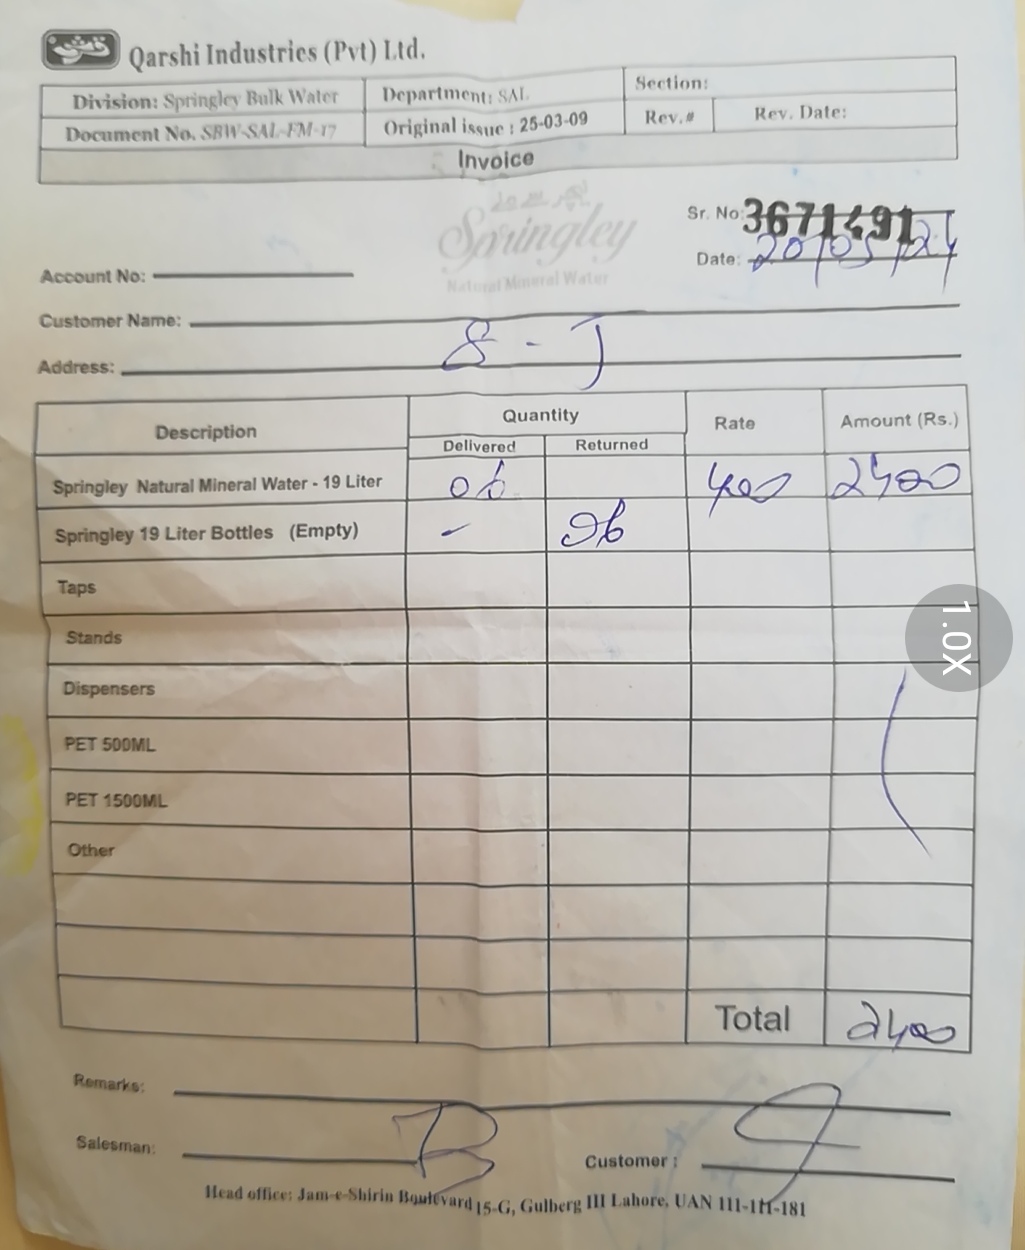 قرشی
Qarshi Industries (Pvt) Ltd.
Division: Springley Bulk Water Department: SAL Section:
Document No. SBW-SAL-FM-17 Original issue : 25-03-09 Rev.# Rev. Date:
Invoice
Springley
Natural Mineral Water
Sr. No: 3671491
Date: 20/05/24
Account No:
Customer Name:
8 - J
Address:
Description Quantity Rate Amount (Rs.)
Delivered Returned
Springley Natural Mineral Water - 19 Liter 06 400 2400
Springley 19 Liter Bottles (Empty) - 06
Taps
Stands
Dispensers
PET 500ML
PET 1500ML
Other
Total 2400
Remarks:
Salesman: Customer :
Head office: Jam-e-Shirin Boulevard 15-G, Gulberg III Lahore, UAN 111-111-181
1.0X